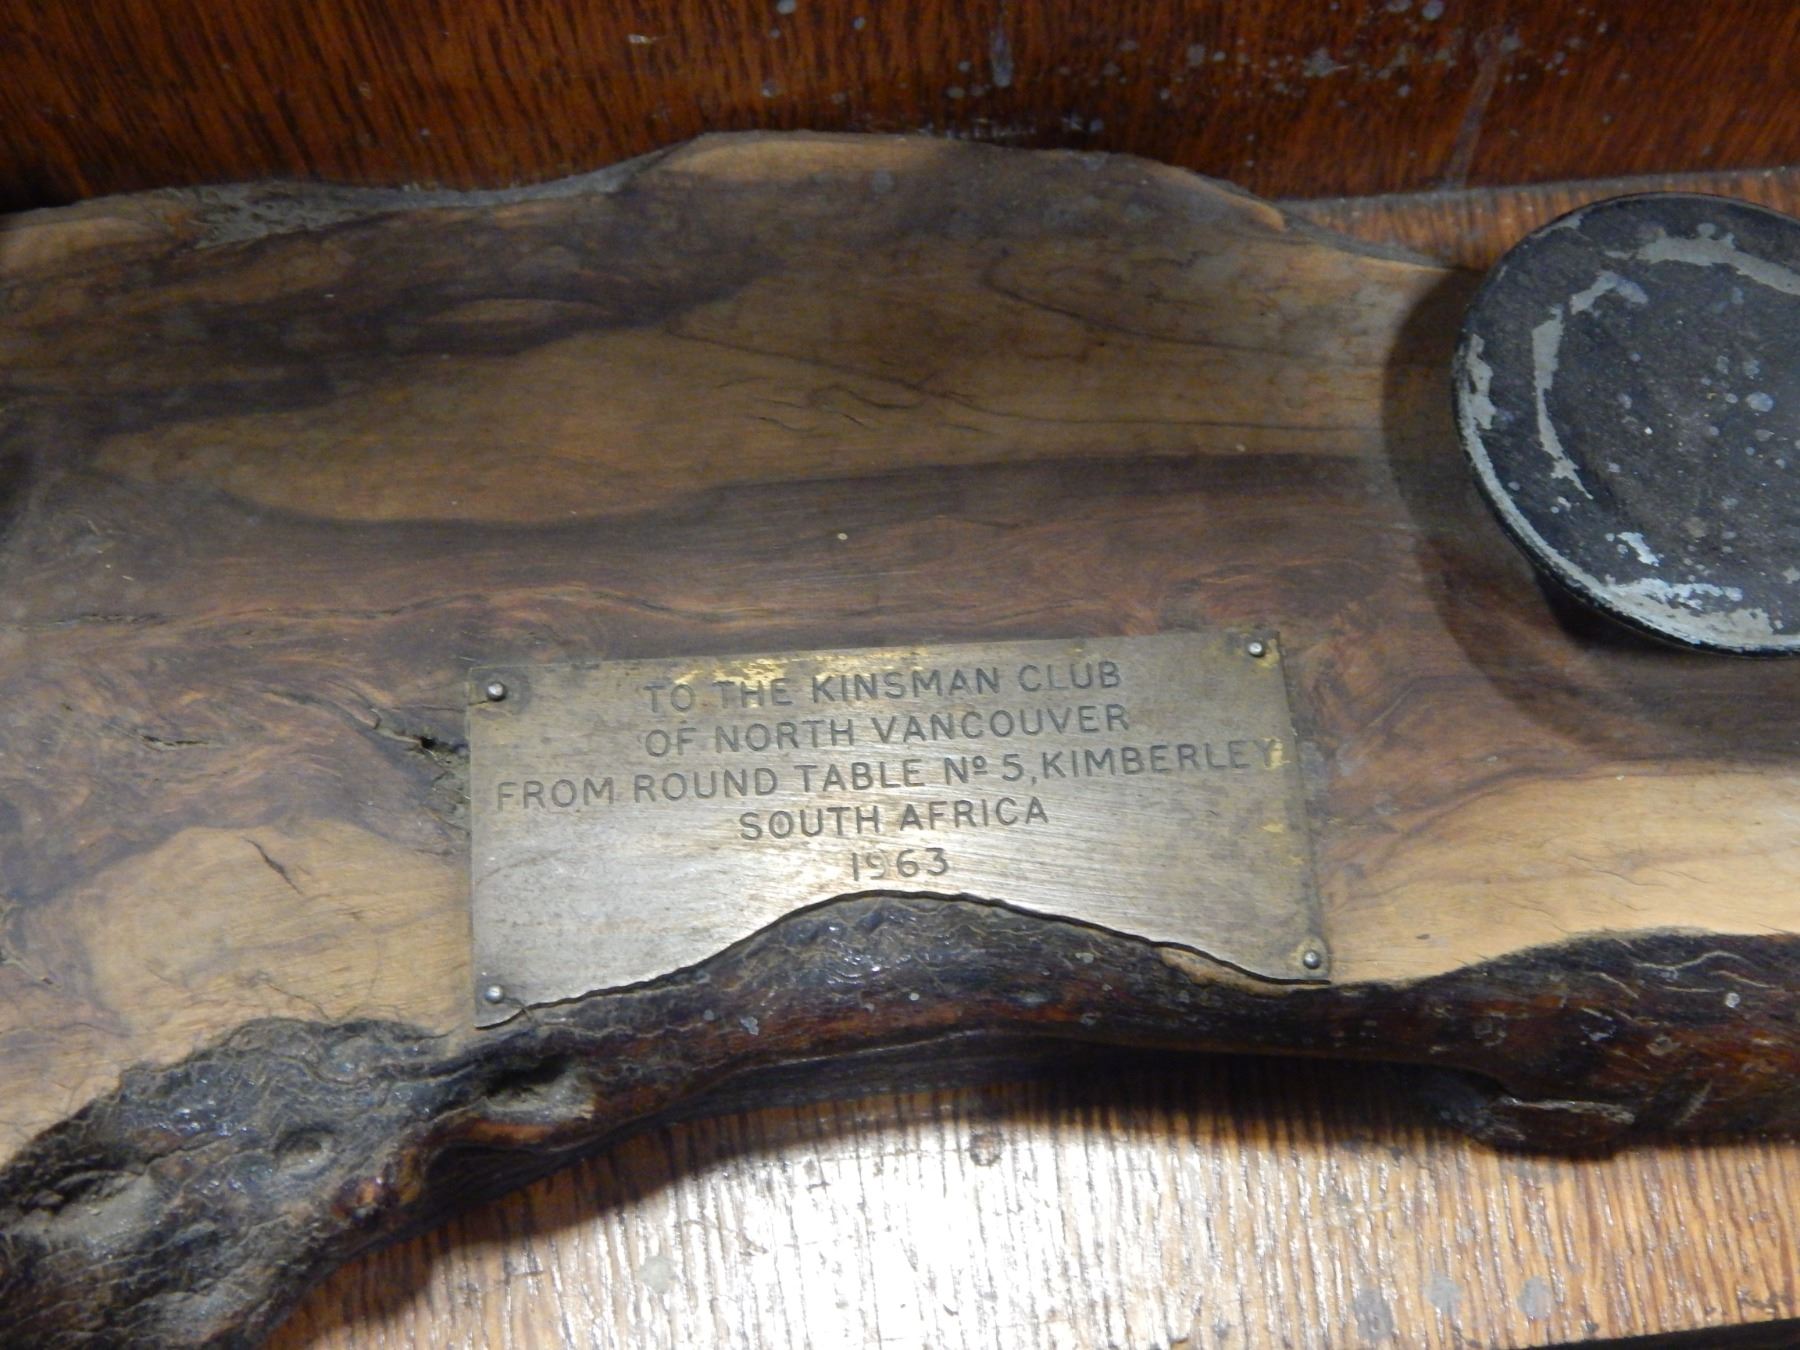 TO THE KINSMAN CLUB
OF NORTH VANCOUVER
FROM ROUND TABLE Nº 5, KIMBERLEY
SOUTH AFRICA
1963